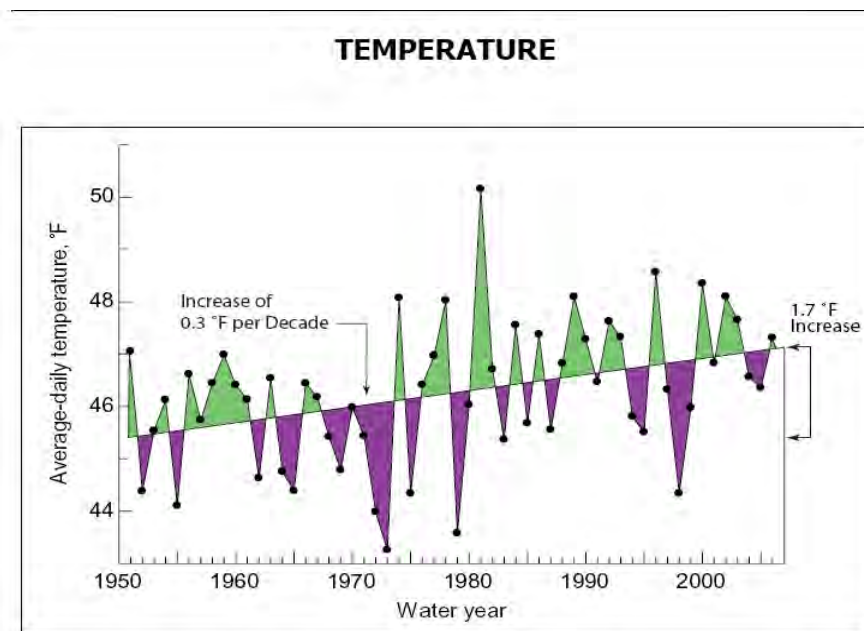 TEMPERATURE
50
48
46
44
Average-daily temperature, °F
Increase of
0.3 °F per Decade
1.7 °F
Increase
1950 1960 1970 1980 1990 2000
Water year